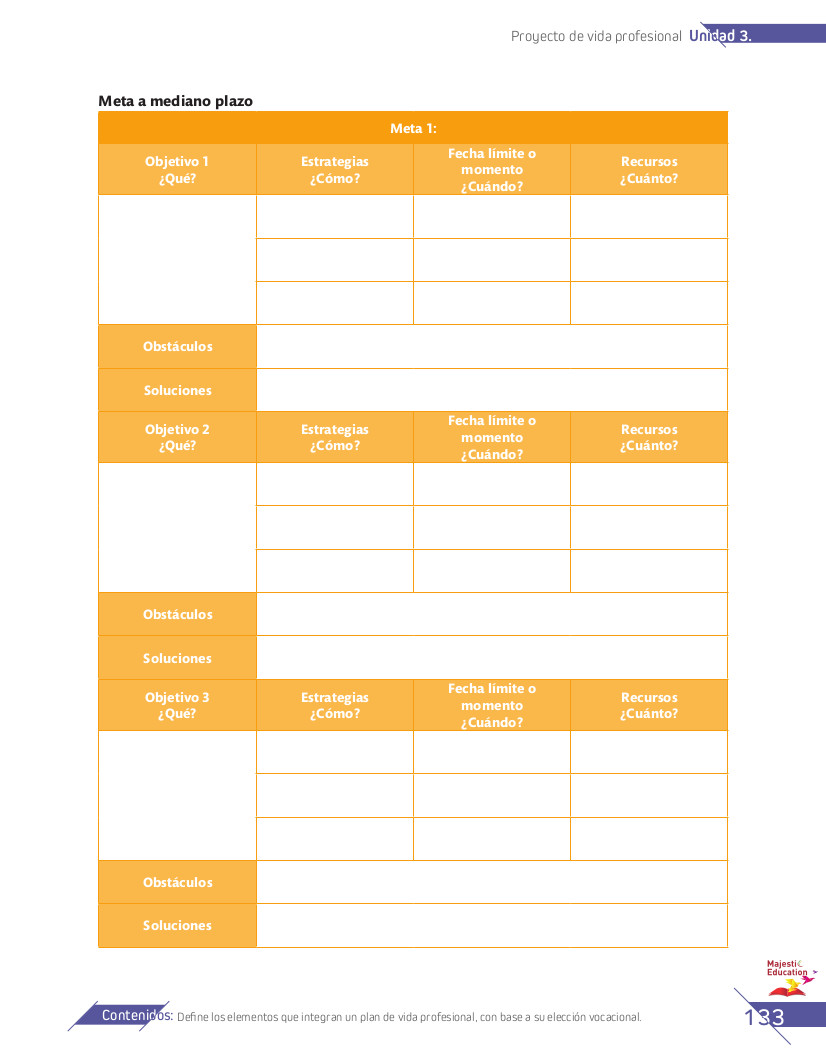 Proyecto de vida profesional Unidad 3.
Meta a mediano plazo
Meta 1:
Objetivo 1
¿Qué?
Estrategias
¿Cómo?
Fecha límite o
momento
¿Cuándo?
Recursos
¿Cuánto?
Obstáculos
Soluciones
Objetivo 2
¿Qué?
Estrategias
¿Cómo?
Fecha límite o
momento
¿Cuándo?
Recursos
¿Cuánto?
Obstáculos
Soluciones
Objetivo 3
¿Qué?
Estrategias
¿Cómo?
Fecha límite o
momento
¿Cuándo?
Recursos
¿Cuánto?
Obstáculos
Soluciones
Majestic
Education
Contenidos: Define los elementos que integran un plan de vida profesional, con base a su elección vocacional.
133